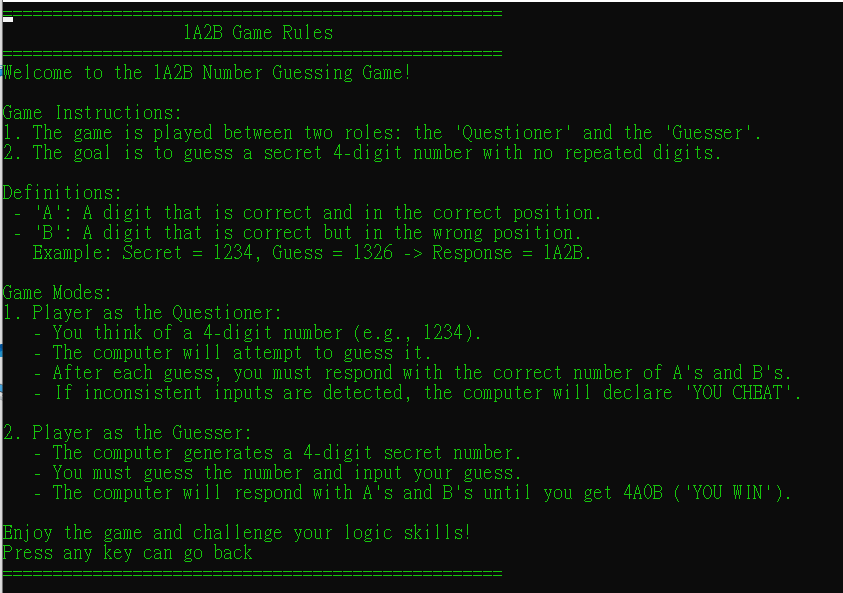 ==================================================
1A2B Game Rules
==================================================
Welcome to the 1A2B Number Guessing Game!
Game Instructions:
1. The game is played between two roles: the 'Questioner' and the 'Guesser'.
2. The goal is to guess a secret 4-digit number with no repeated digits.
Definitions:
- 'A': A digit that is correct and in the correct position.
- 'B': A digit that is correct but in the wrong position.
Example: Secret = 1234, Guess = 1326 -> Response = 1A2B.
Game Modes:
1. Player as the Questioner:
- You think of a 4-digit number (e.g., 1234).
- The computer will attempt to guess it.
- After each guess, you must respond with the correct number of A's and B's.
- If inconsistent inputs are detected, the computer will declare 'YOU CHEAT'.
2. Player as the Guesser:
- The computer generates a 4-digit secret number.
- You must guess the number and input your guess.
- The computer will respond with A's and B's until you get 4A0B ('YOU WIN').
Enjoy the game and challenge your logic skills!
Press any key can go back
==================================================